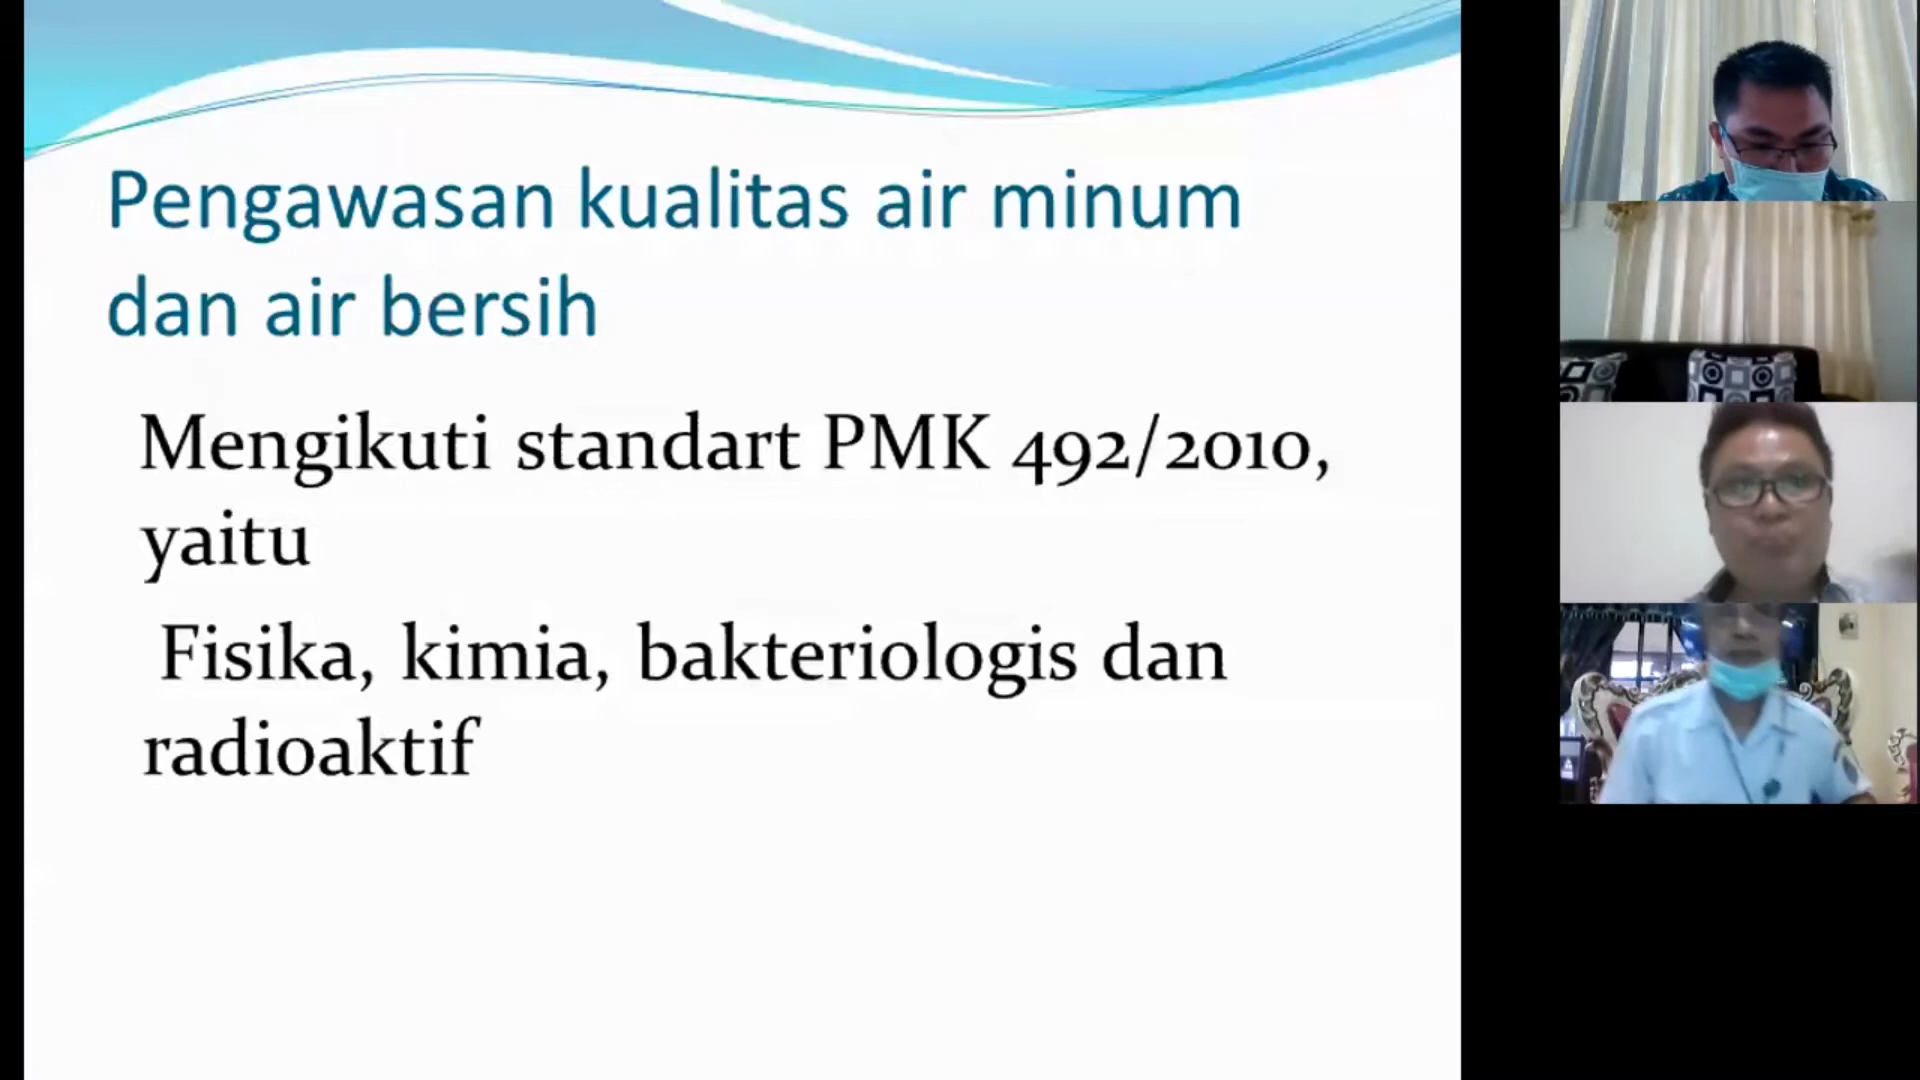 Pengawasan kualitas air minum
dan air bersih
Mengikuti standart PMK 492/2010,
yaitu
Fisika, kimia, bakteriologis dan
radioaktif